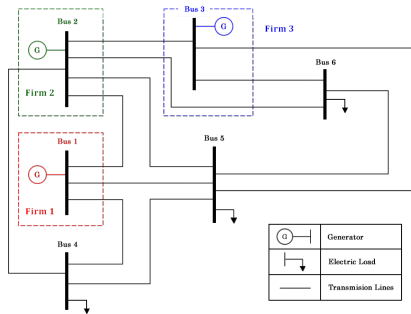 Bus 3
Bus 2
G
Firm 3
G
Bus 6
Firm 2
Bus 1
Bus 5
G
Firm 1
Bus 4
G
Generator
Electric Load
Transmision Lines